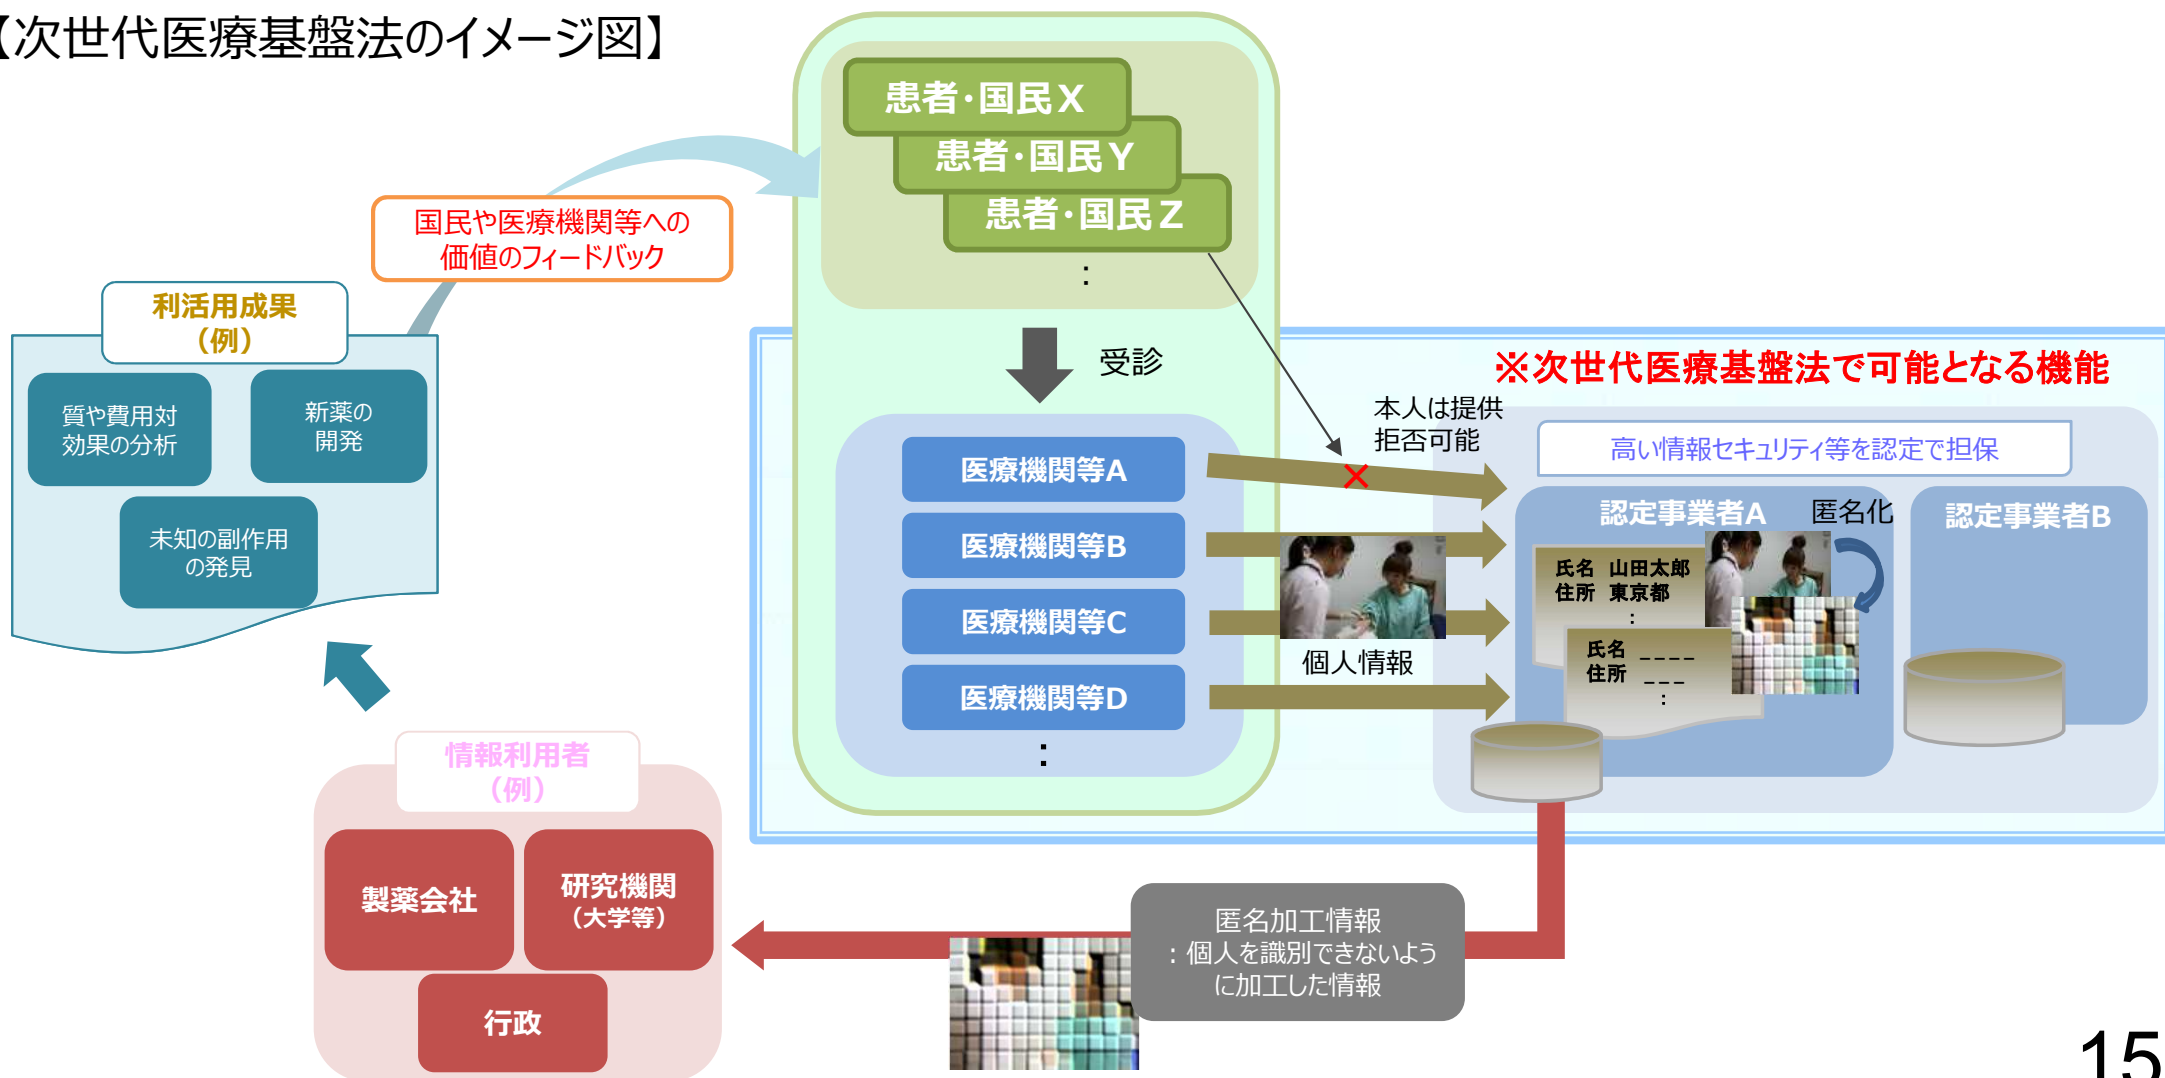 【次世代医療基盤法のイメージ図】
患者・国民X
患者・国民Y
患者・国民Z
：
国民や医療機関等への
価値のフィードバック
利活用成果
（例）
質や費用対
効果の分析
新薬の
開発
未知の副作用
の発見
受診
※次世代医療基盤法で可能となる機能
本人は提供
拒否可能
高い情報セキュリティ等を認定で担保
医療機関等A
医療機関等B
医療機関等C
医療機関等D
：
個人情報
認定事業者A
匿名化
認定事業者B
氏名 山田太郎
住所 東京都
：
氏名 ____
住所 ___
：
情報利用者
（例）
製薬会社
研究機関
（大学等）
行政
匿名加工情報
：個人を識別できないよう
に加工した情報
15